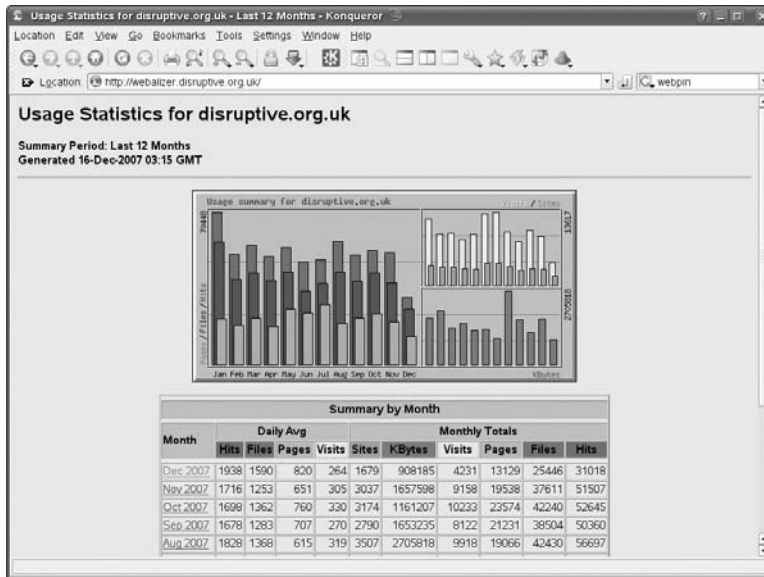 Usage Statistics for disruptive.org.uk - Last 12 Months - Konqueror
Location Edit View Go Bookmarks Tools Settings Window Help
Location: http://webalizer.disruptive.org.uk/ webpin
Usage Statistics for disruptive.org.uk
Summary Period: Last 12 Months
Generated 16-Dec-2007 03:15 GMT
Usage summary for disruptive.org.uk Visits / Sites
79448
13617
Pages / Files / Hits
2705818
Jan Feb Mar Apr May Jun Jul Aug Sep Oct Nov Dec KBytes
Summary by Month
Month Daily Avg Monthly Totals
Hits Files Pages Visits Sites KBytes Visits Pages Files Hits
Dec 2007 1938 1590 820 264 1679 908185 4231 13129 25446 31018
Nov 2007 1716 1253 651 305 3037 1657598 9158 19538 37611 51507
Oct 2007 1698 1362 760 330 3174 1161207 10233 23574 42240 52645
Sep 2007 1678 1283 707 270 2790 1653235 8122 21231 38504 50360
Aug 2007 1828 1368 615 319 3507 2705818 9918 19066 42430 56697